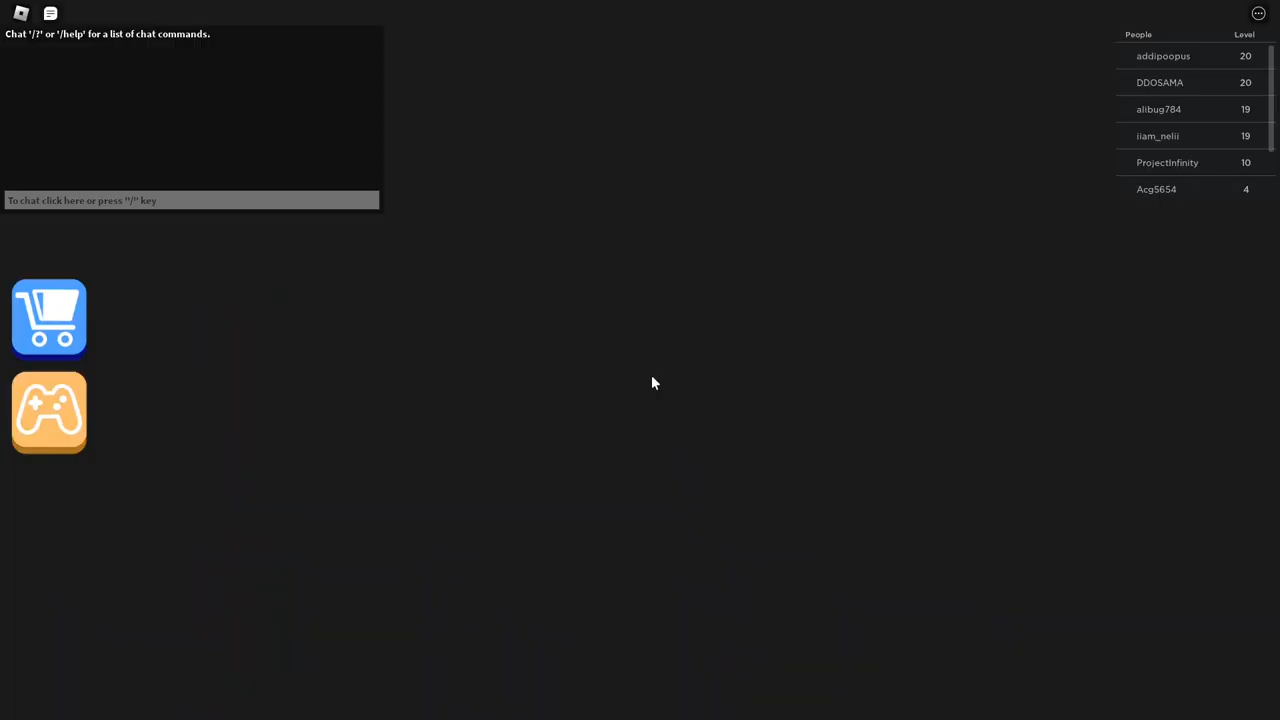 Chat '/?' or '/help' for a list of chat commands.
To chat click here or press "/" key
People Level
addipoopus 20
DDOSAMA 20
alibug784 19
iiam_nelii 19
ProjectInfinity 10
Acg5654 4